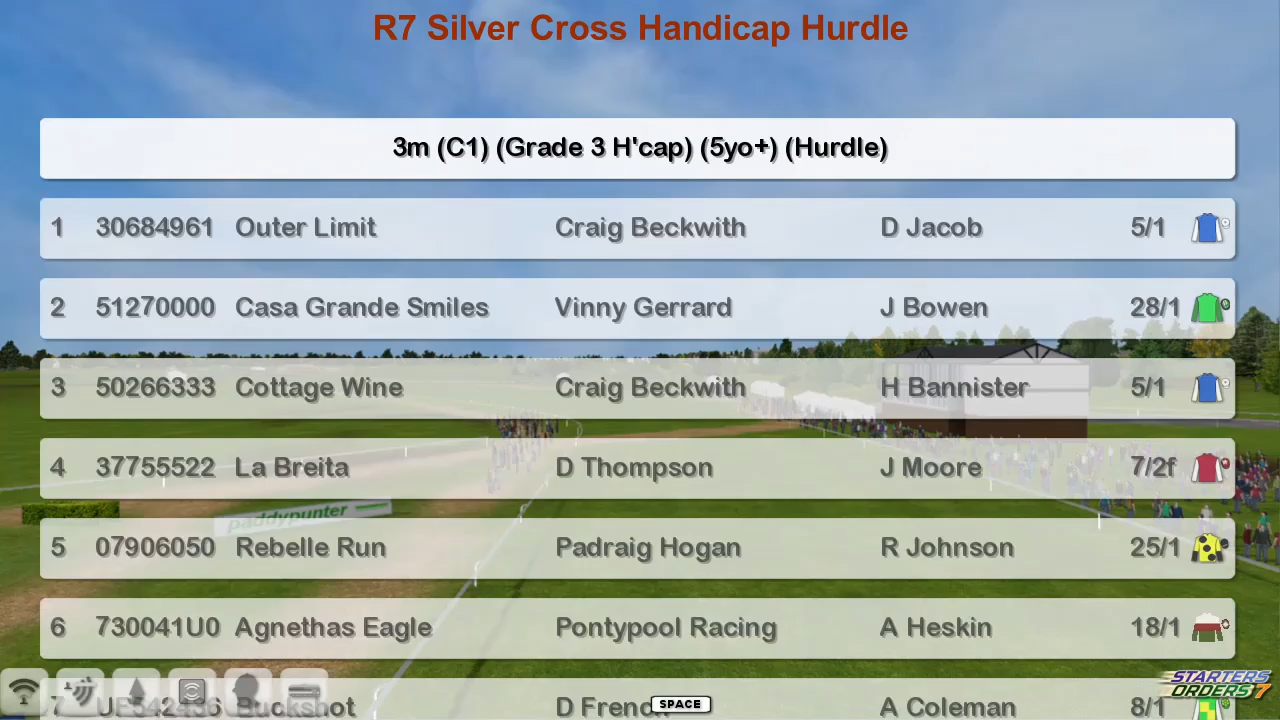 R7 Silver Cross Handicap Hurdle
3m (C1) (Grade 3 H'cap) (5yo+) (Hurdle)
1 30684961 Outer Limit Craig Beckwith D Jacob 5/1
2 51270000 Casa Grande Smiles Vinny Gerrard J Bowen 28/1
3 50266333 Cottage Wine Craig Beckwith H Bannister 5/1
4 37755522 La Breita D Thompson J Moore 7/2f
paddypunter
5 07906050 Rebelle Run Padraig Hogan R Johnson 25/1
6 730041U0 Agnethas Eagle Pontypool Racing A Heskin 18/1
7 Buckshot D French A Coleman 8/1
SPACE
STARTERS
ORDERS 7